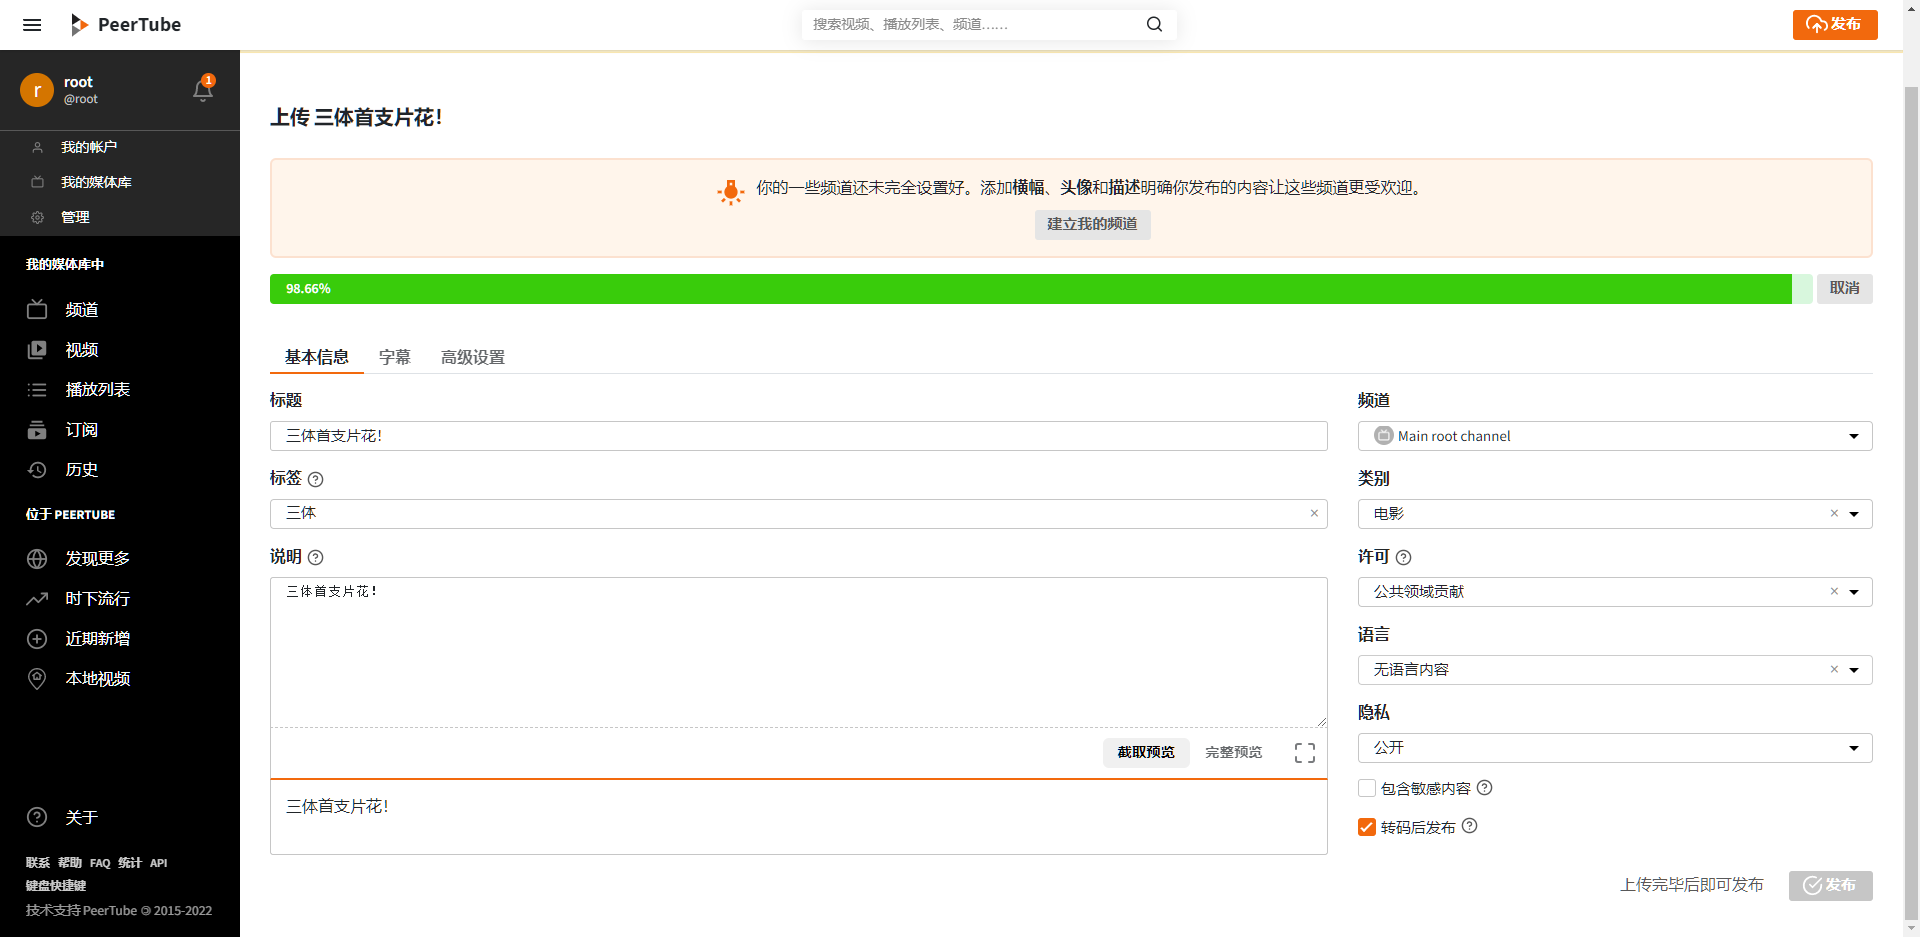 PeerTube
搜索视频、播放列表、频道……
发布
root
1
@root
我的帐户
我的媒体库
管理
我的媒体库中
频道
视频
播放列表
订阅
历史
位于 PEERTUBE
发现更多
时下流行
近期新增
本地视频
关于
联系 帮助 FAQ 统计 API
键盘快捷键
技术支持 PeerTube © 2015-2022
上传 三体首支片花！
你的一些频道还未完全设置好。添加横幅、头像和描述明确你发布的内容让这些频道更受欢迎。
建立我的频道
98.66%
取消
基本信息 字幕 高级设置
标题
三体首支片花！
标签
三体
说明
三体首支片花！
截取预览 完整预览
三体首支片花！
频道
Main root channel
类别
电影
许可
公共领域贡献
语言
无语言内容
隐私
公开
包含敏感内容
转码后发布
上传完毕后即可发布
发布